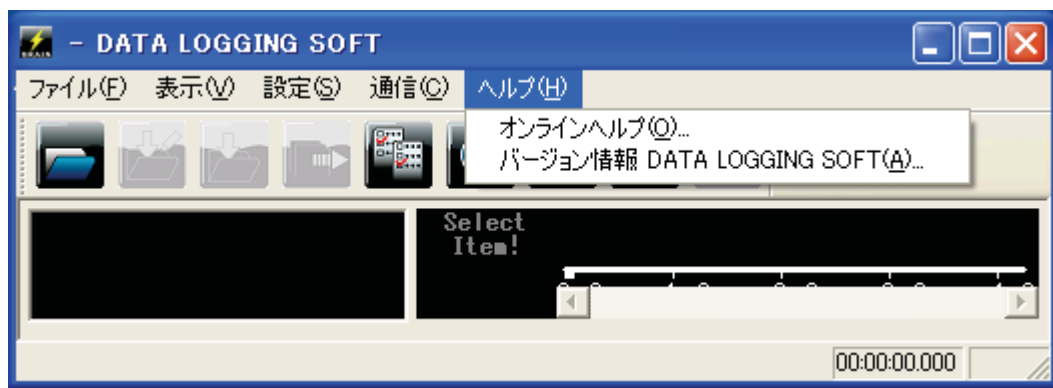 - DATA LOGGING SOFT
ファイル(F) 表示(V) 設定(S) 通信(C) ヘルプ(H)
オンラインヘルプ(O)...
バージョン情報 DATA LOGGING SOFT(A)...
Select
Item!
00:00:00.000